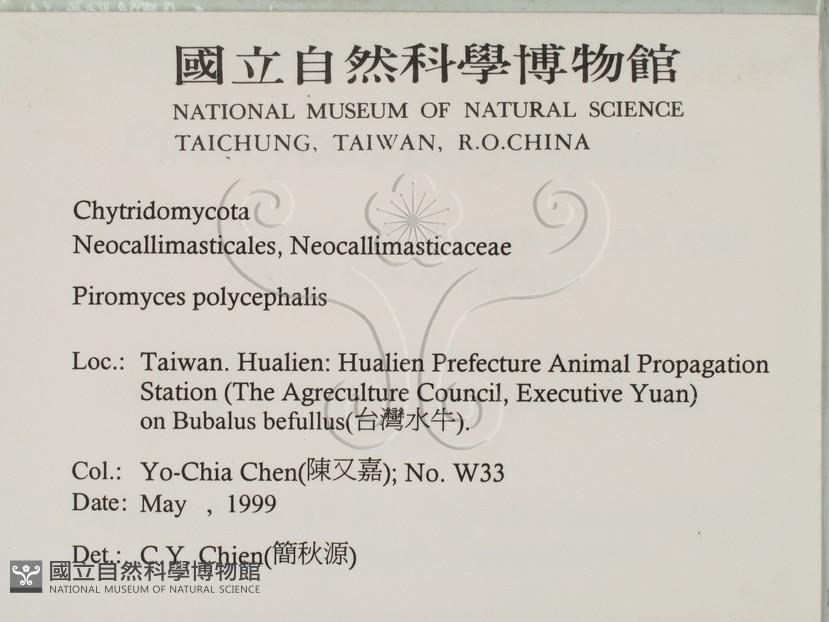 國立自然科學博物館
NATIONAL MUSEUM OF NATURAL SCIENCE
TAICHUNG, TAIWAN, R.O.CHINA
Chytridomycota
Neocallimasticales, Neocallimasticaceae
Piromyces polycephalis
Loc.: Taiwan. Hualien: Hualien Prefecture Animal Propagation
Station (The Agreculture Council, Executive Yuan)
on Bubalus befullus(台灣水牛).
Col.: Yo-Chia Chen(陳又嘉); No. W33
Date: May , 1999
Det.: C.Y. Chien(簡秋源)
國立自然科學博物館
NATIONAL MUSEUM OF NATURAL SCIENCE